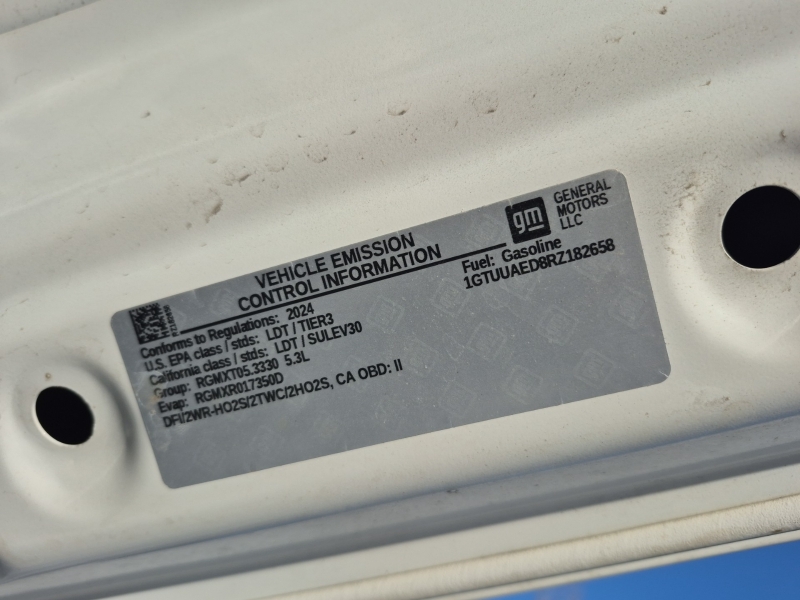 gm GENERAL
MOTORS
LLC
VEHICLE EMISSION
CONTROL INFORMATION
Fuel: Gasoline
1GTUUAED8RZ182658
Conforms to Regulations: 2024
U.S. EPA class / stds: LDT / TIER3
California class / stds: LDT / SULEV30
Group: RGMXT05.3330 5.3L
Evap: RGMXR017350D
DFI/2WR-HO2S/2TWC/2HO2S, CA OBD: II